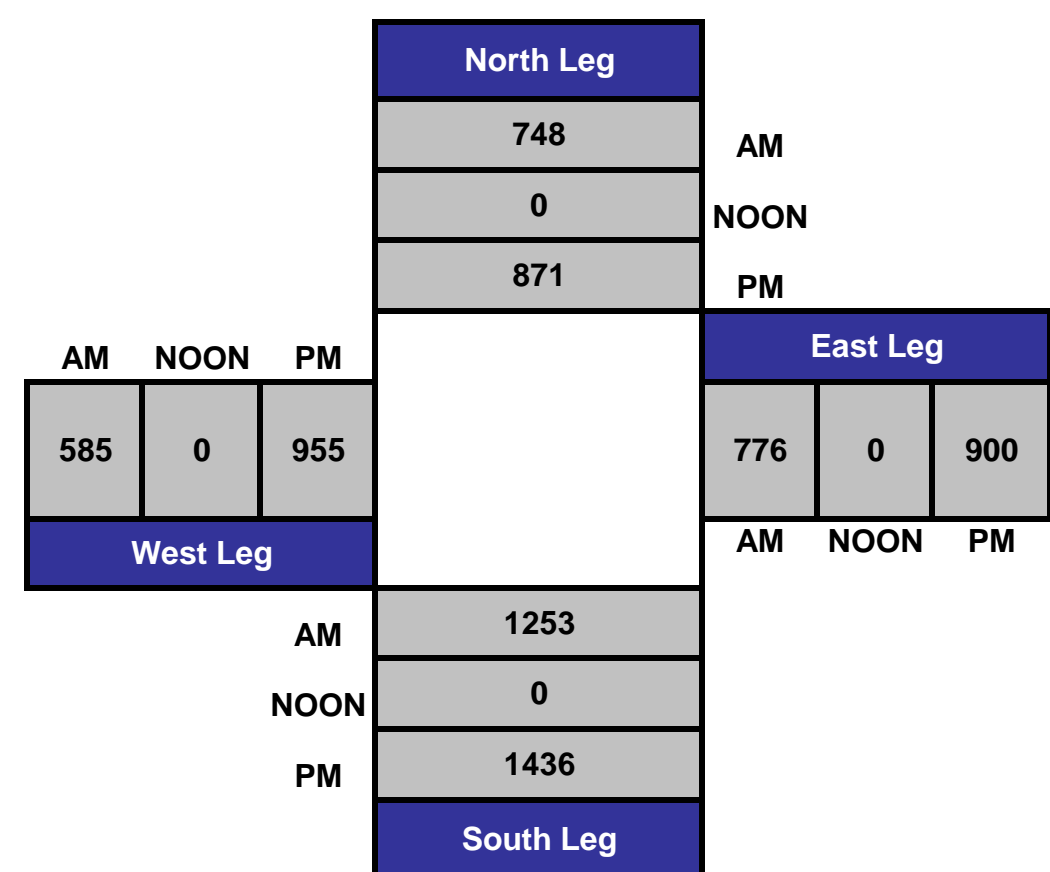 North Leg
748 AM
0 NOON
871 PM
East Leg
AM NOON PM
585 0 955
776 0 900
West Leg
AM NOON PM
AM 1253
NOON 0
PM 1436
South Leg